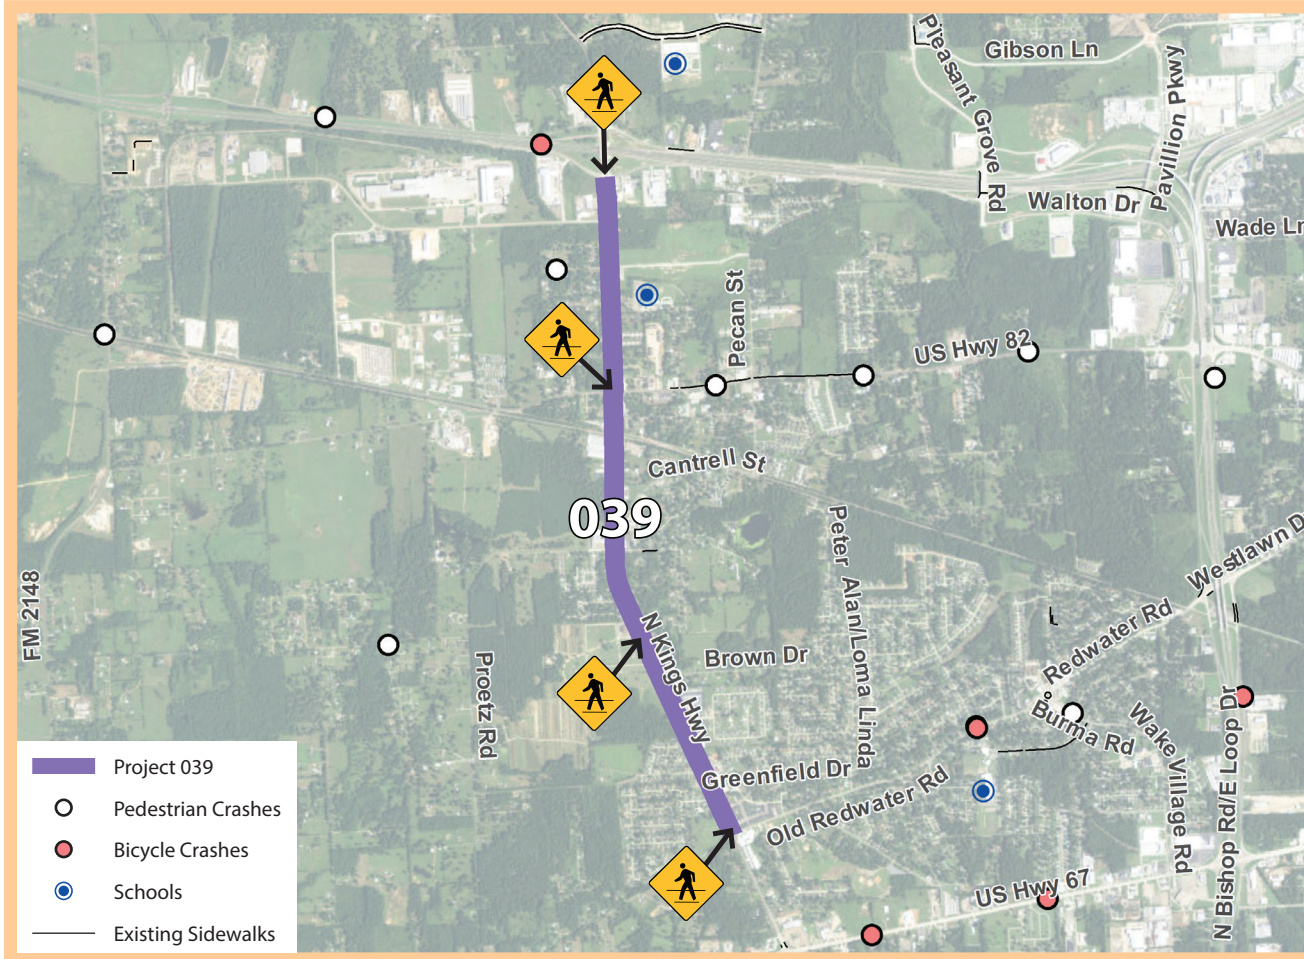 Pleasant Grove Rd
Gibson Ln
Pavillion Pkwy
Walton Dr
Wade Ln
Pecan St
US Hwy 82
Cantrell St
039
Peter Alan/Loma Linda
Westlawn D
FM 2148
N Kings Hwy
Brown Dr
Redwater Rd
Proetz Rd
Burma Rd
Wake Village Rd
N Bishop Rd/E Loop Dr
Greenfield Dr
Old Redwater Rd
US Hwy 67
Project 039
Pedestrian Crashes
Bicycle Crashes
Schools
Existing Sidewalks